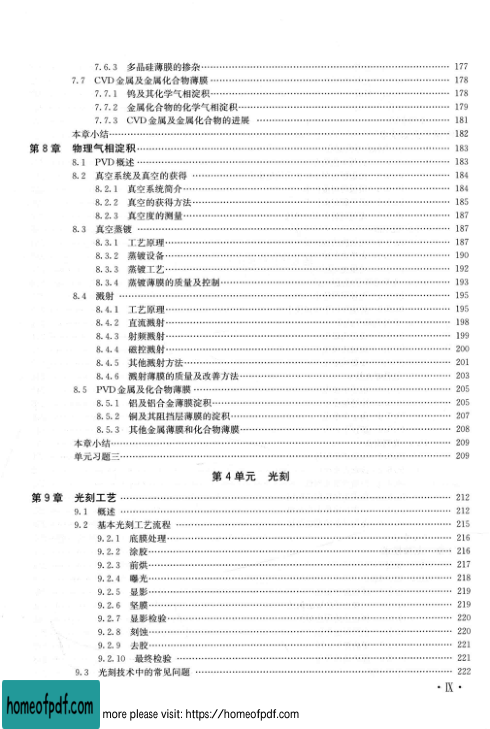 7.6.3 多晶硅薄膜的掺杂 177
7.7 CVD金属及金属化合物薄膜 178
7.7.1 钨及其化学气相淀积 178
7.7.2 金属化合物的化学气相淀积 179
7.7.3 CVD金属及金属化合物的进展 181
本章小结 182
第8章 物理气相淀积 183
8.1 PVD概述 183
8.2 真空系统及真空的获得 184
8.2.1 真空系统简介 184
8.2.2 真空的获得方法 185
8.2.3 真空度的测量 187
8.3 真空蒸镀 187
8.3.1 工艺原理 187
8.3.2 蒸镀设备 190
8.3.3 蒸镀工艺 192
8.3.4 蒸镀薄膜的质量及控制 193
8.4 溅射 195
8.4.1 工艺原理 195
8.4.2 直流溅射 198
8.4.3 射频溅射 199
8.4.4 磁控溅射 200
8.4.5 其他溅射方法 201
8.4.6 溅射薄膜的质量及改善方法 203
8.5 PVD金属及化合物薄膜 205
8.5.1 铝及铝合金薄膜淀积 205
8.5.2 铜及其阻挡层薄膜的淀积 207
8.5.3 其他金属薄膜和化合物薄膜 208
本章小结 209
单元习题三 209
第4单元 光刻
第9章 光刻工艺 212
9.1 概述 212
9.2 基本光刻工艺流程 215
9.2.1 底膜处理 216
9.2.2 涂胶 216
9.2.3 前烘 217
9.2.4 曝光 218
9.2.5 显影 219
9.2.6 坚膜 219
9.2.7 显影检验 220
9.2.8 刻蚀 220
9.2.9 去胶 221
9.2.10 最终检验 221
9.3 光刻技术中的常见问题 222
· Ⅸ ·
homeofpdf.com
more please visit: https://homeofpdf.com